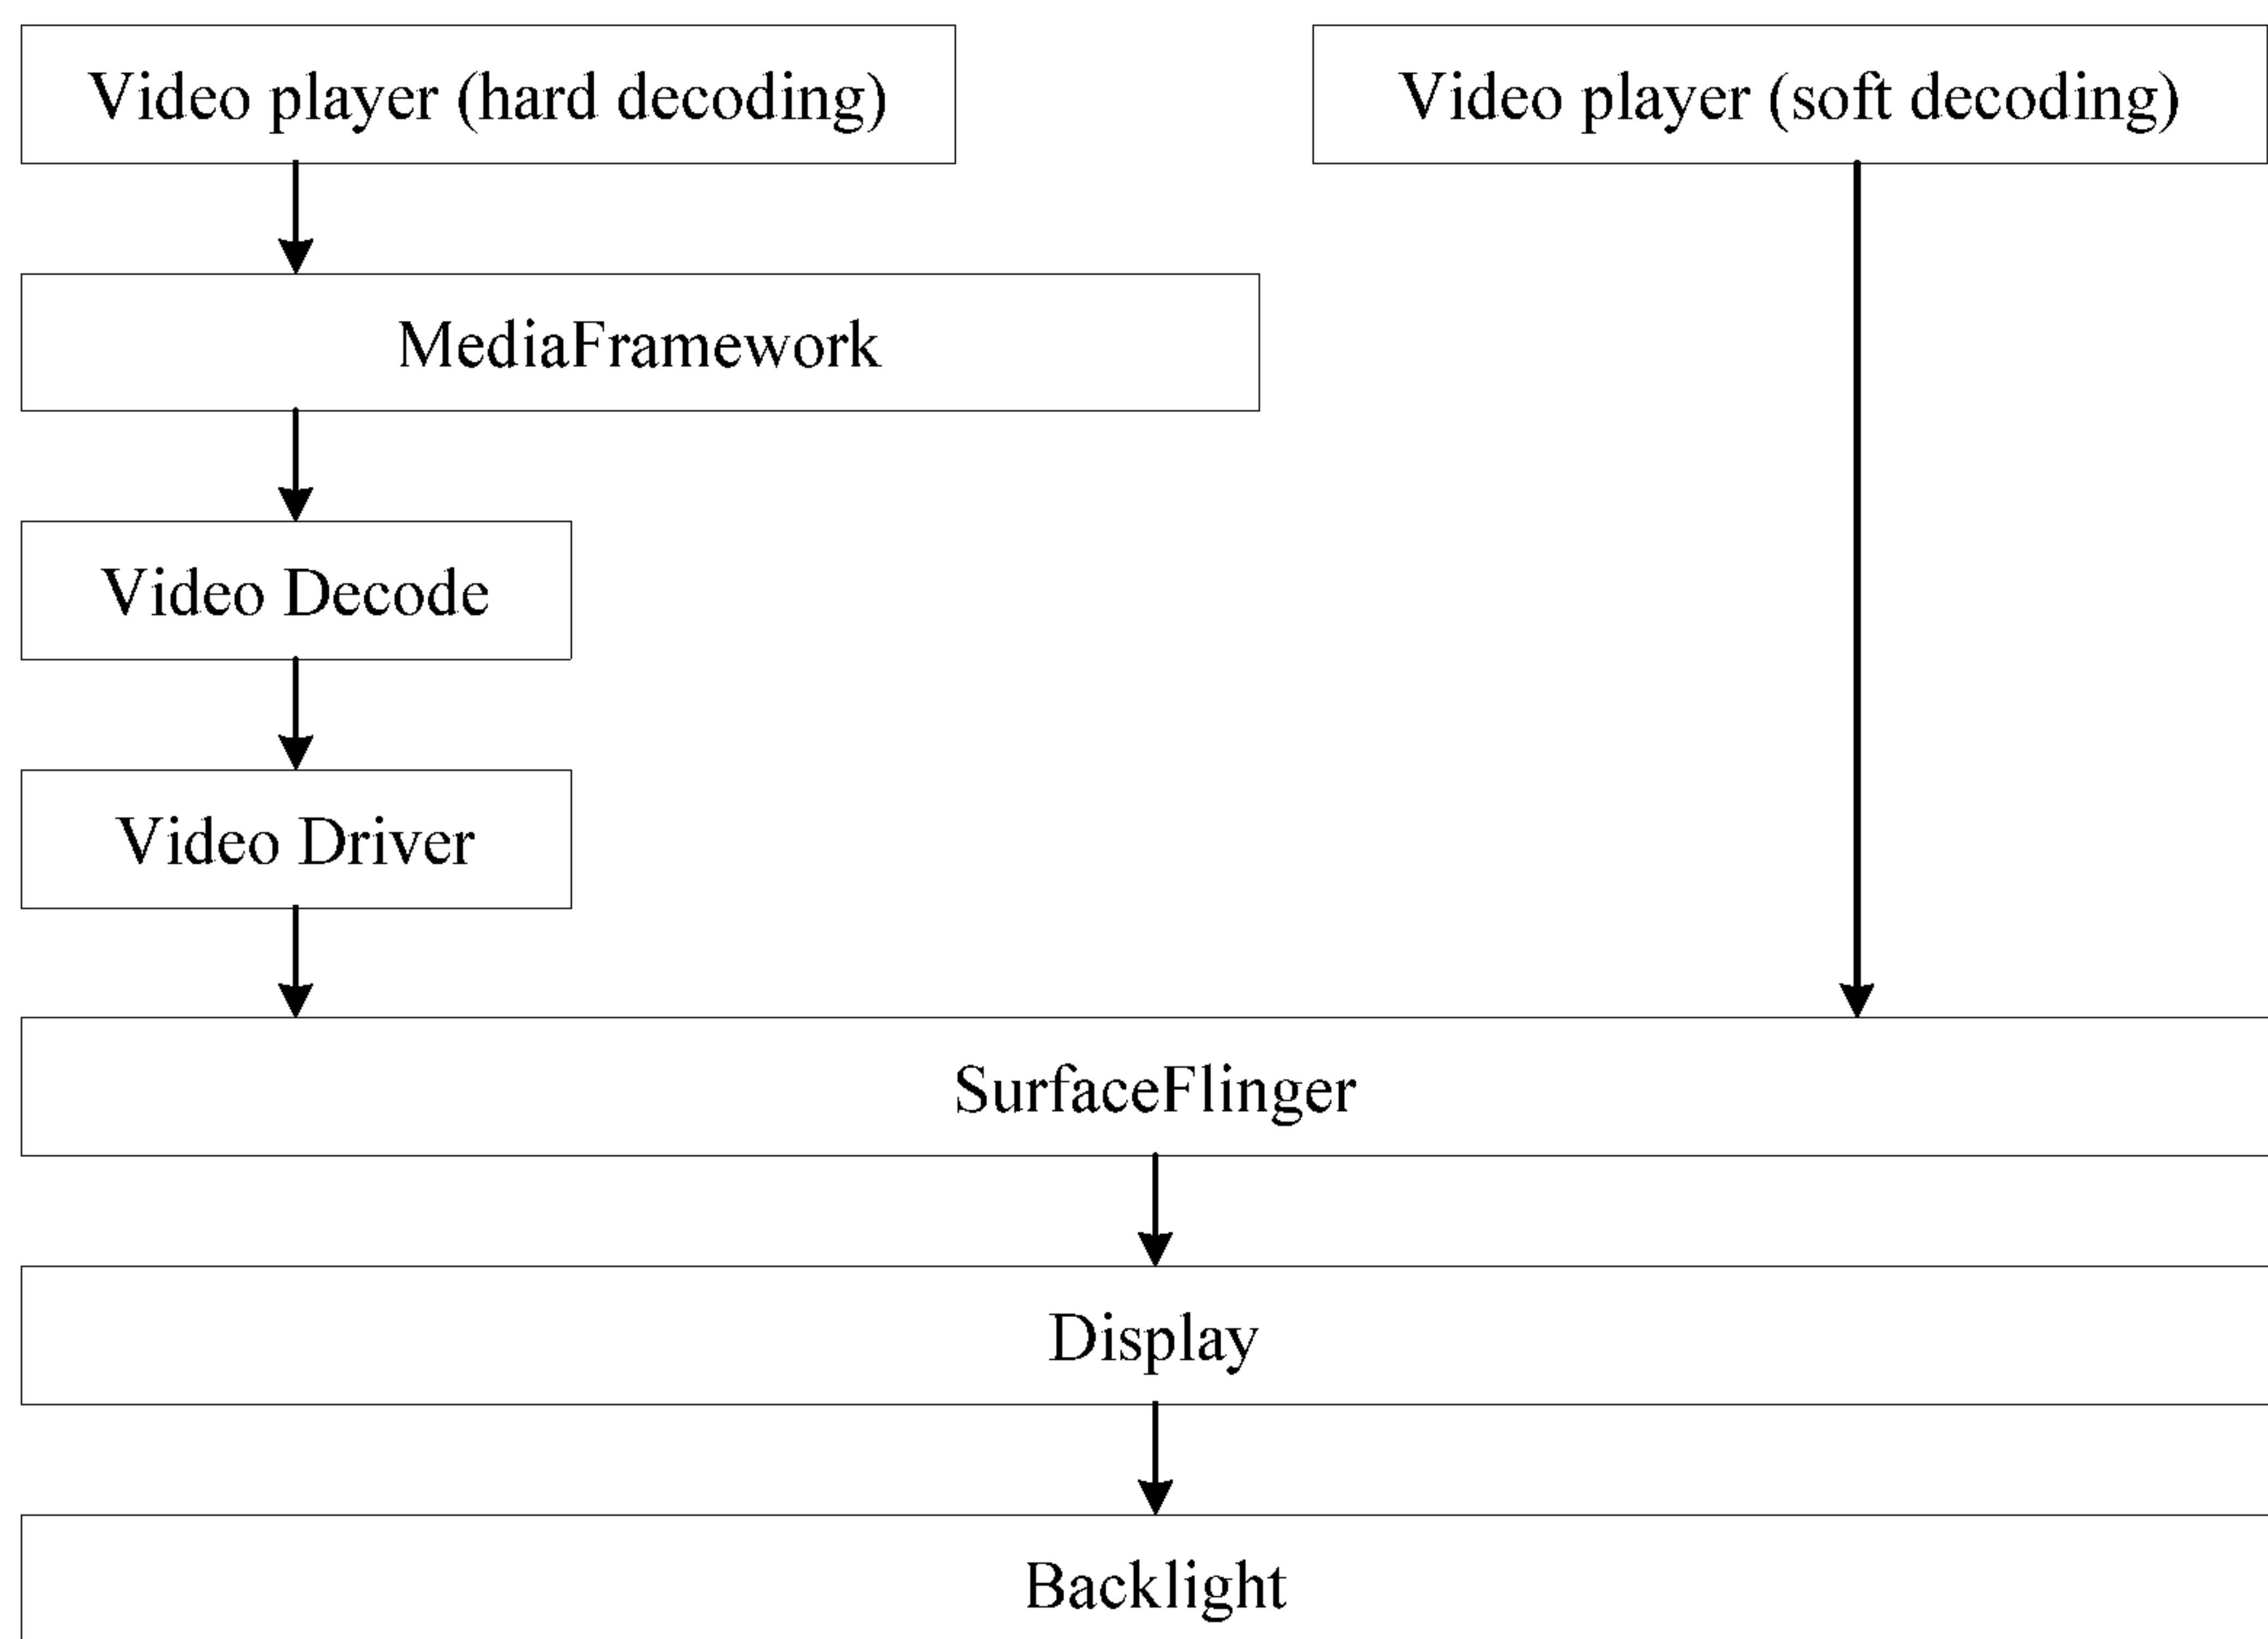 Video player (hard decoding)
Video player (soft decoding)
MediaFramework
Video Decode
Video Driver
SurfaceFlinger
Display
Backlight